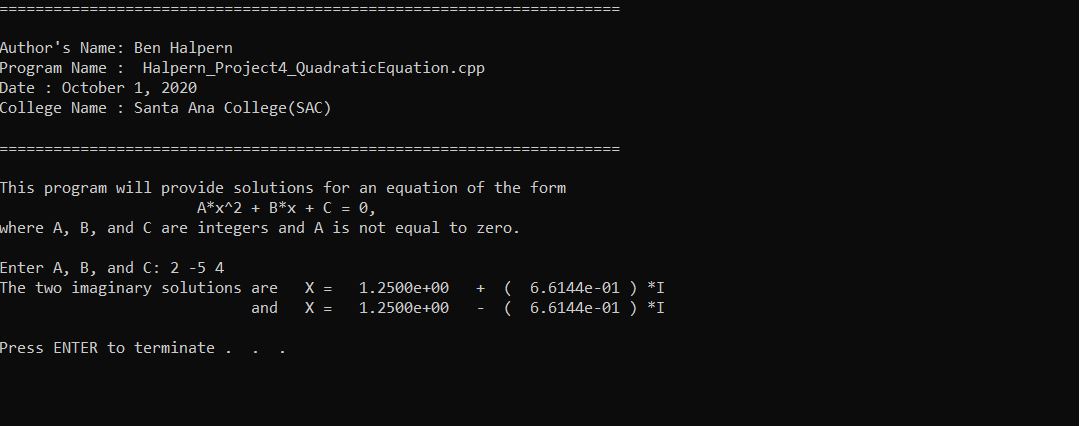 =====================================================================
Author's Name: Ben Halpern
Program Name :  Halpern_Project4_QuadraticEquation.cpp
Date : October 1, 2020
College Name : Santa Ana College(SAC)
=====================================================================
This program will provide solutions for an equation of the form
A*x^2 + B*x + C = 0,
where A, B, and C are integers and A is not equal to zero.
Enter A, B, and C: 2 -5 4
The two imaginary solutions are   X =   1.2500e+00   +  (  6.6144e-01 ) *I
and   X =   1.2500e+00   -  (  6.6144e-01 ) *I
Press ENTER to terminate .  .  .